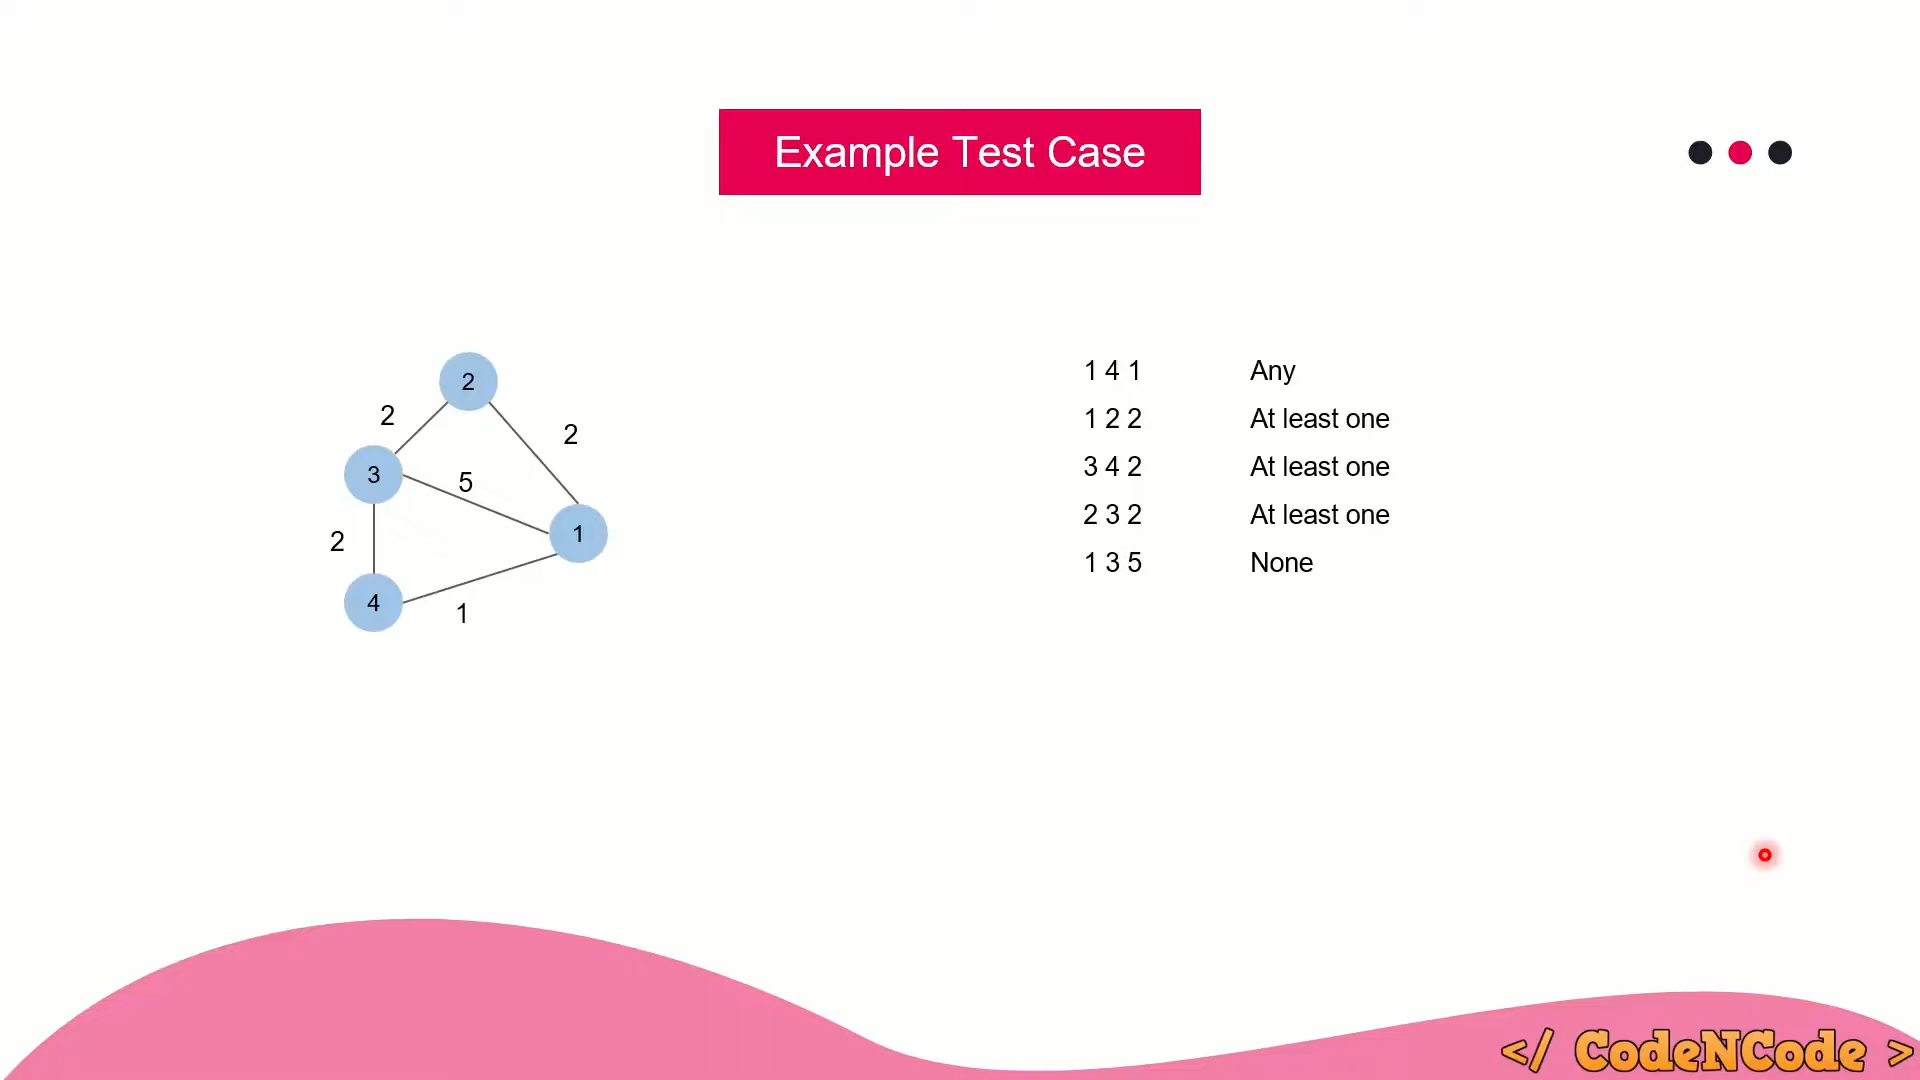 Example Test Case
2
2
2
3
5
1
2
4
1
1 4 1 Any
1 2 2 At least one
3 4 2 At least one
2 3 2 At least one
1 3 5 None
</ CodeNCode >